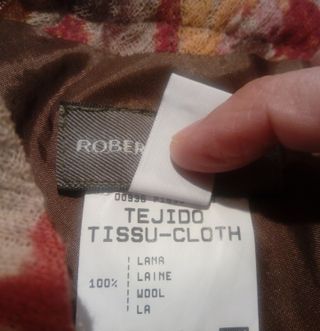 ROBER
TEJIDO
TISSU-CLOTH
LANA
100% LAINE
WOOL
LA